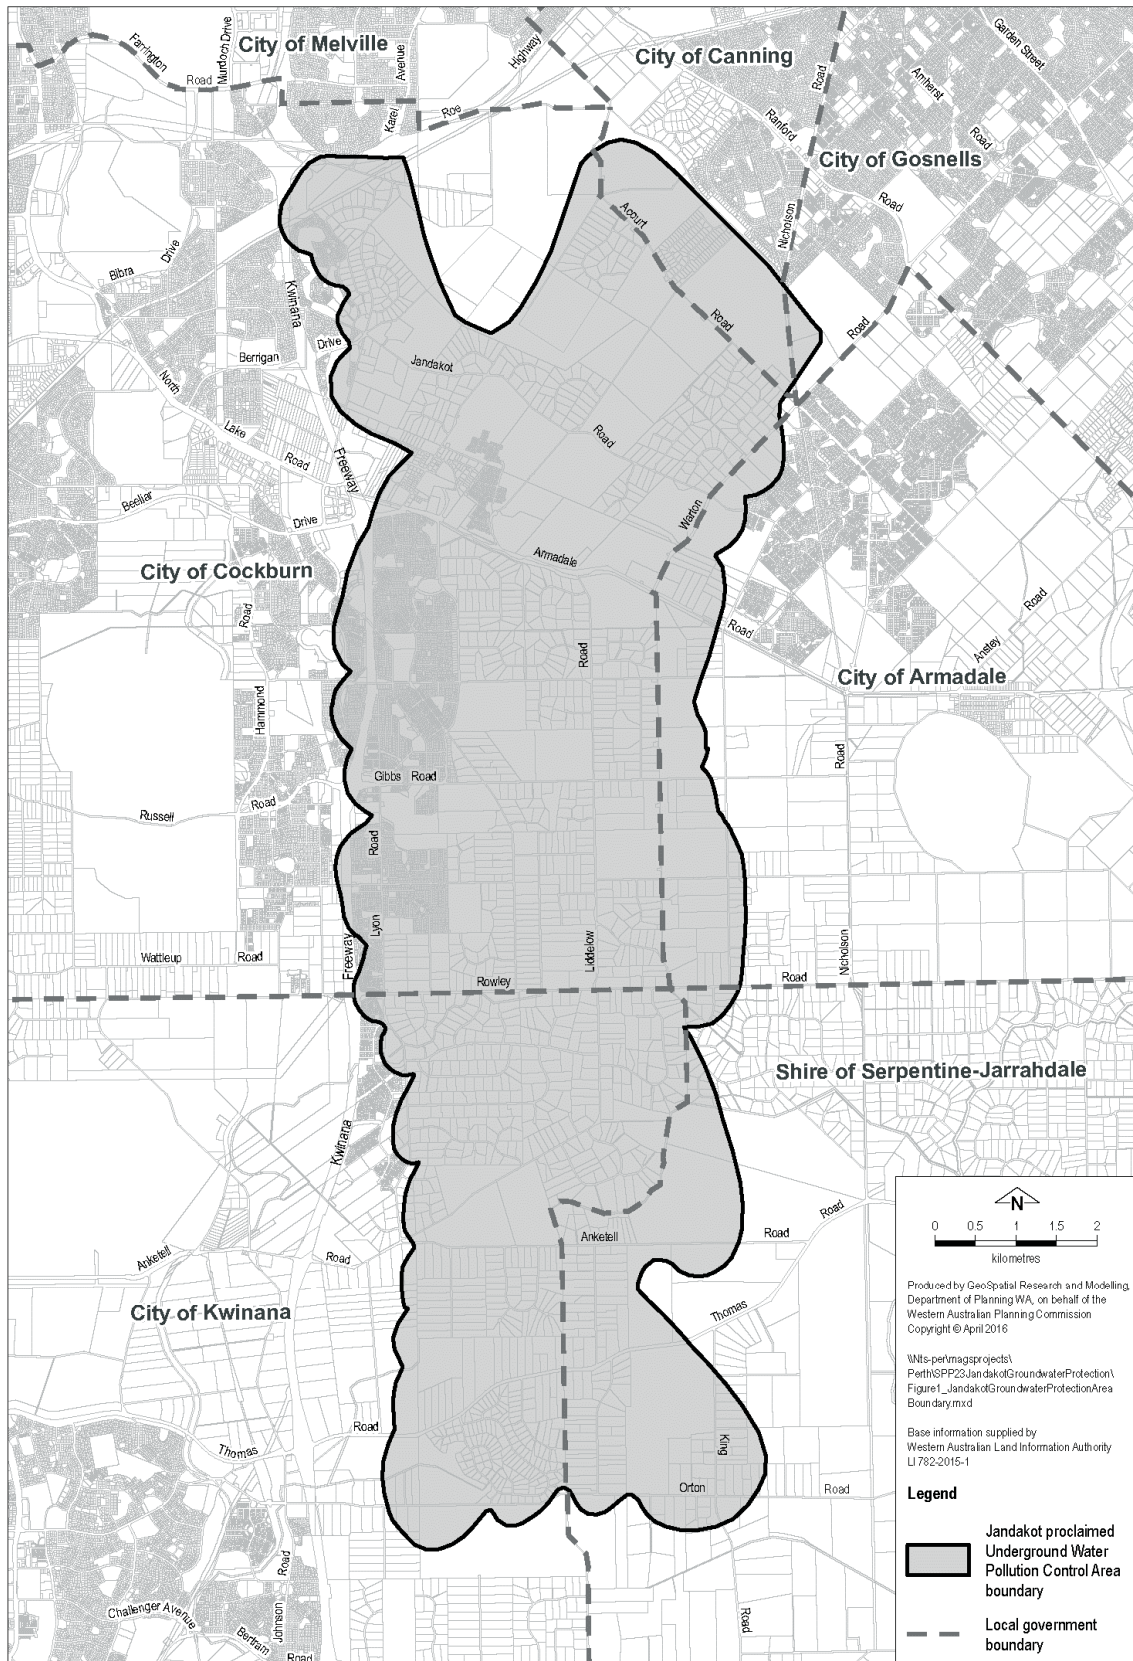 City of Melville
City of Canning
City of Gosnells
Farrington
Road
Murdoch Drive
Avenue
Karel
Roe
Highway
Road
Garden Street
Amherst
Road
Ranford
Road
Nicholson
Acourt
Road
Road
Bibra
Drive
Kwinana
Berrigan
Drive
Jandakot
Road
North
Lake
Road
Freeway
Beeliar
Drive
Warton
Armadale
Road
City of Cockburn
Road
Hammond
Road
Anstey
Road
City of Armadale
Road
Gibbs Road
Russell
Road
Road
Lyon
Freeway
Wattleup Road
Liddelow
Nicholson
Rowley
Road
Shire of Serpentine-Jarrahdale
Kwinana
Anketell
Road
Anketell
Road
Road
Thomas
City of Kwinana
Thomas
Road
King
Orton
Road
Road
Challenger Avenue
Johnson
Bertram
Road
Road
N
0 0.5 1 1.5 2
kilometres
Produced by GeoSpatial Research and Modelling,
Department of Planning WA, on behalf of the
Western Australian Planning Commission
Copyright © April 2016
\\Nts-per\magsprojects\
Perth\SPP23JandakotGroundwaterProtection\
Figure1_JandakotGroundwaterProtectionArea
Boundary.mxd
Base information supplied by
Western Australian Land Information Authority
LI 782-2015-1
Legend
Jandakot proclaimed
Underground Water
Pollution Control Area
boundary
Local government
boundary